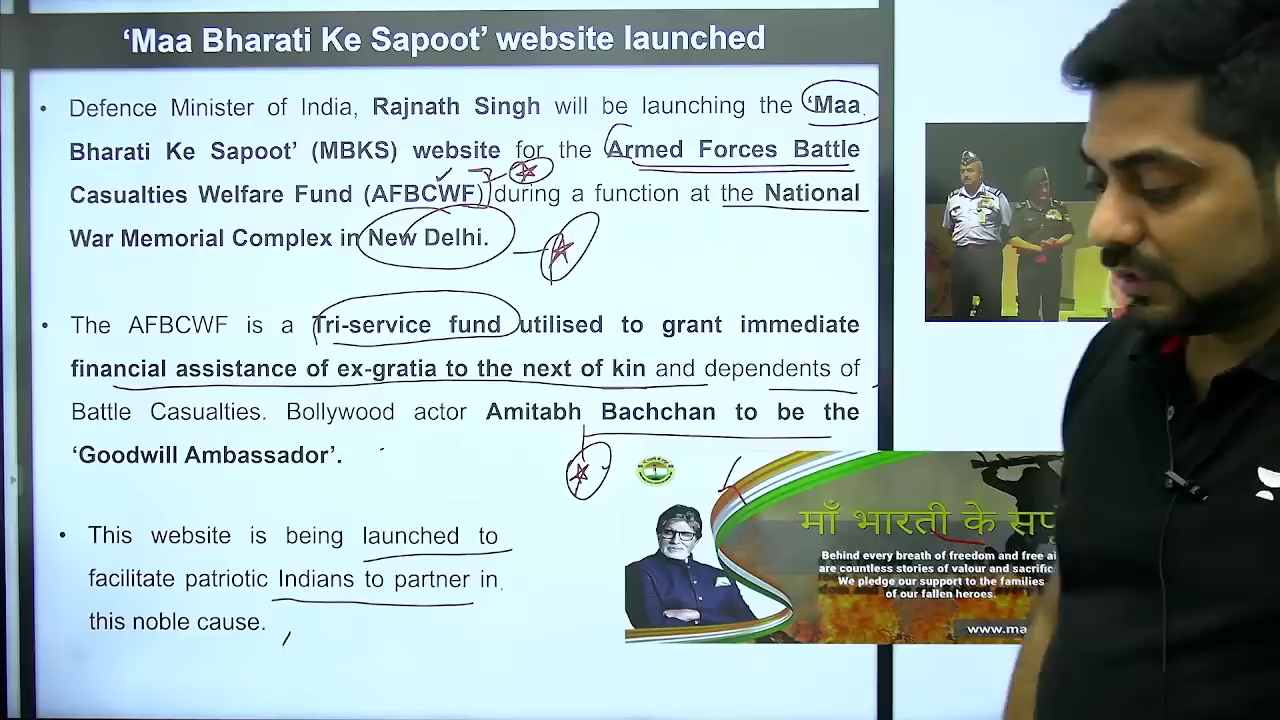 ‘Maa Bharati Ke Sapoot’ website launched
• Defence Minister of India, Rajnath Singh will be launching the ‘Maa
Bharati Ke Sapoot’ (MBKS) website for the Armed Forces Battle
Casualties Welfare Fund (AFBCWF) during a function at the National
War Memorial Complex in New Delhi.
• The AFBCWF is a Tri-service fund utilised to grant immediate
financial assistance of ex-gratia to the next of kin and dependents of
Battle Casualties. Bollywood actor Amitabh Bachchan to be the
‘Goodwill Ambassador’.
• This website is being launched to
facilitate patriotic Indians to partner in
this noble cause.
माँ भारती के सपू
Behind every breath of freedom and free ai
are countless stories of valour and sacrific
We pledge our support to the families
of our fallen heroes.
www.ma